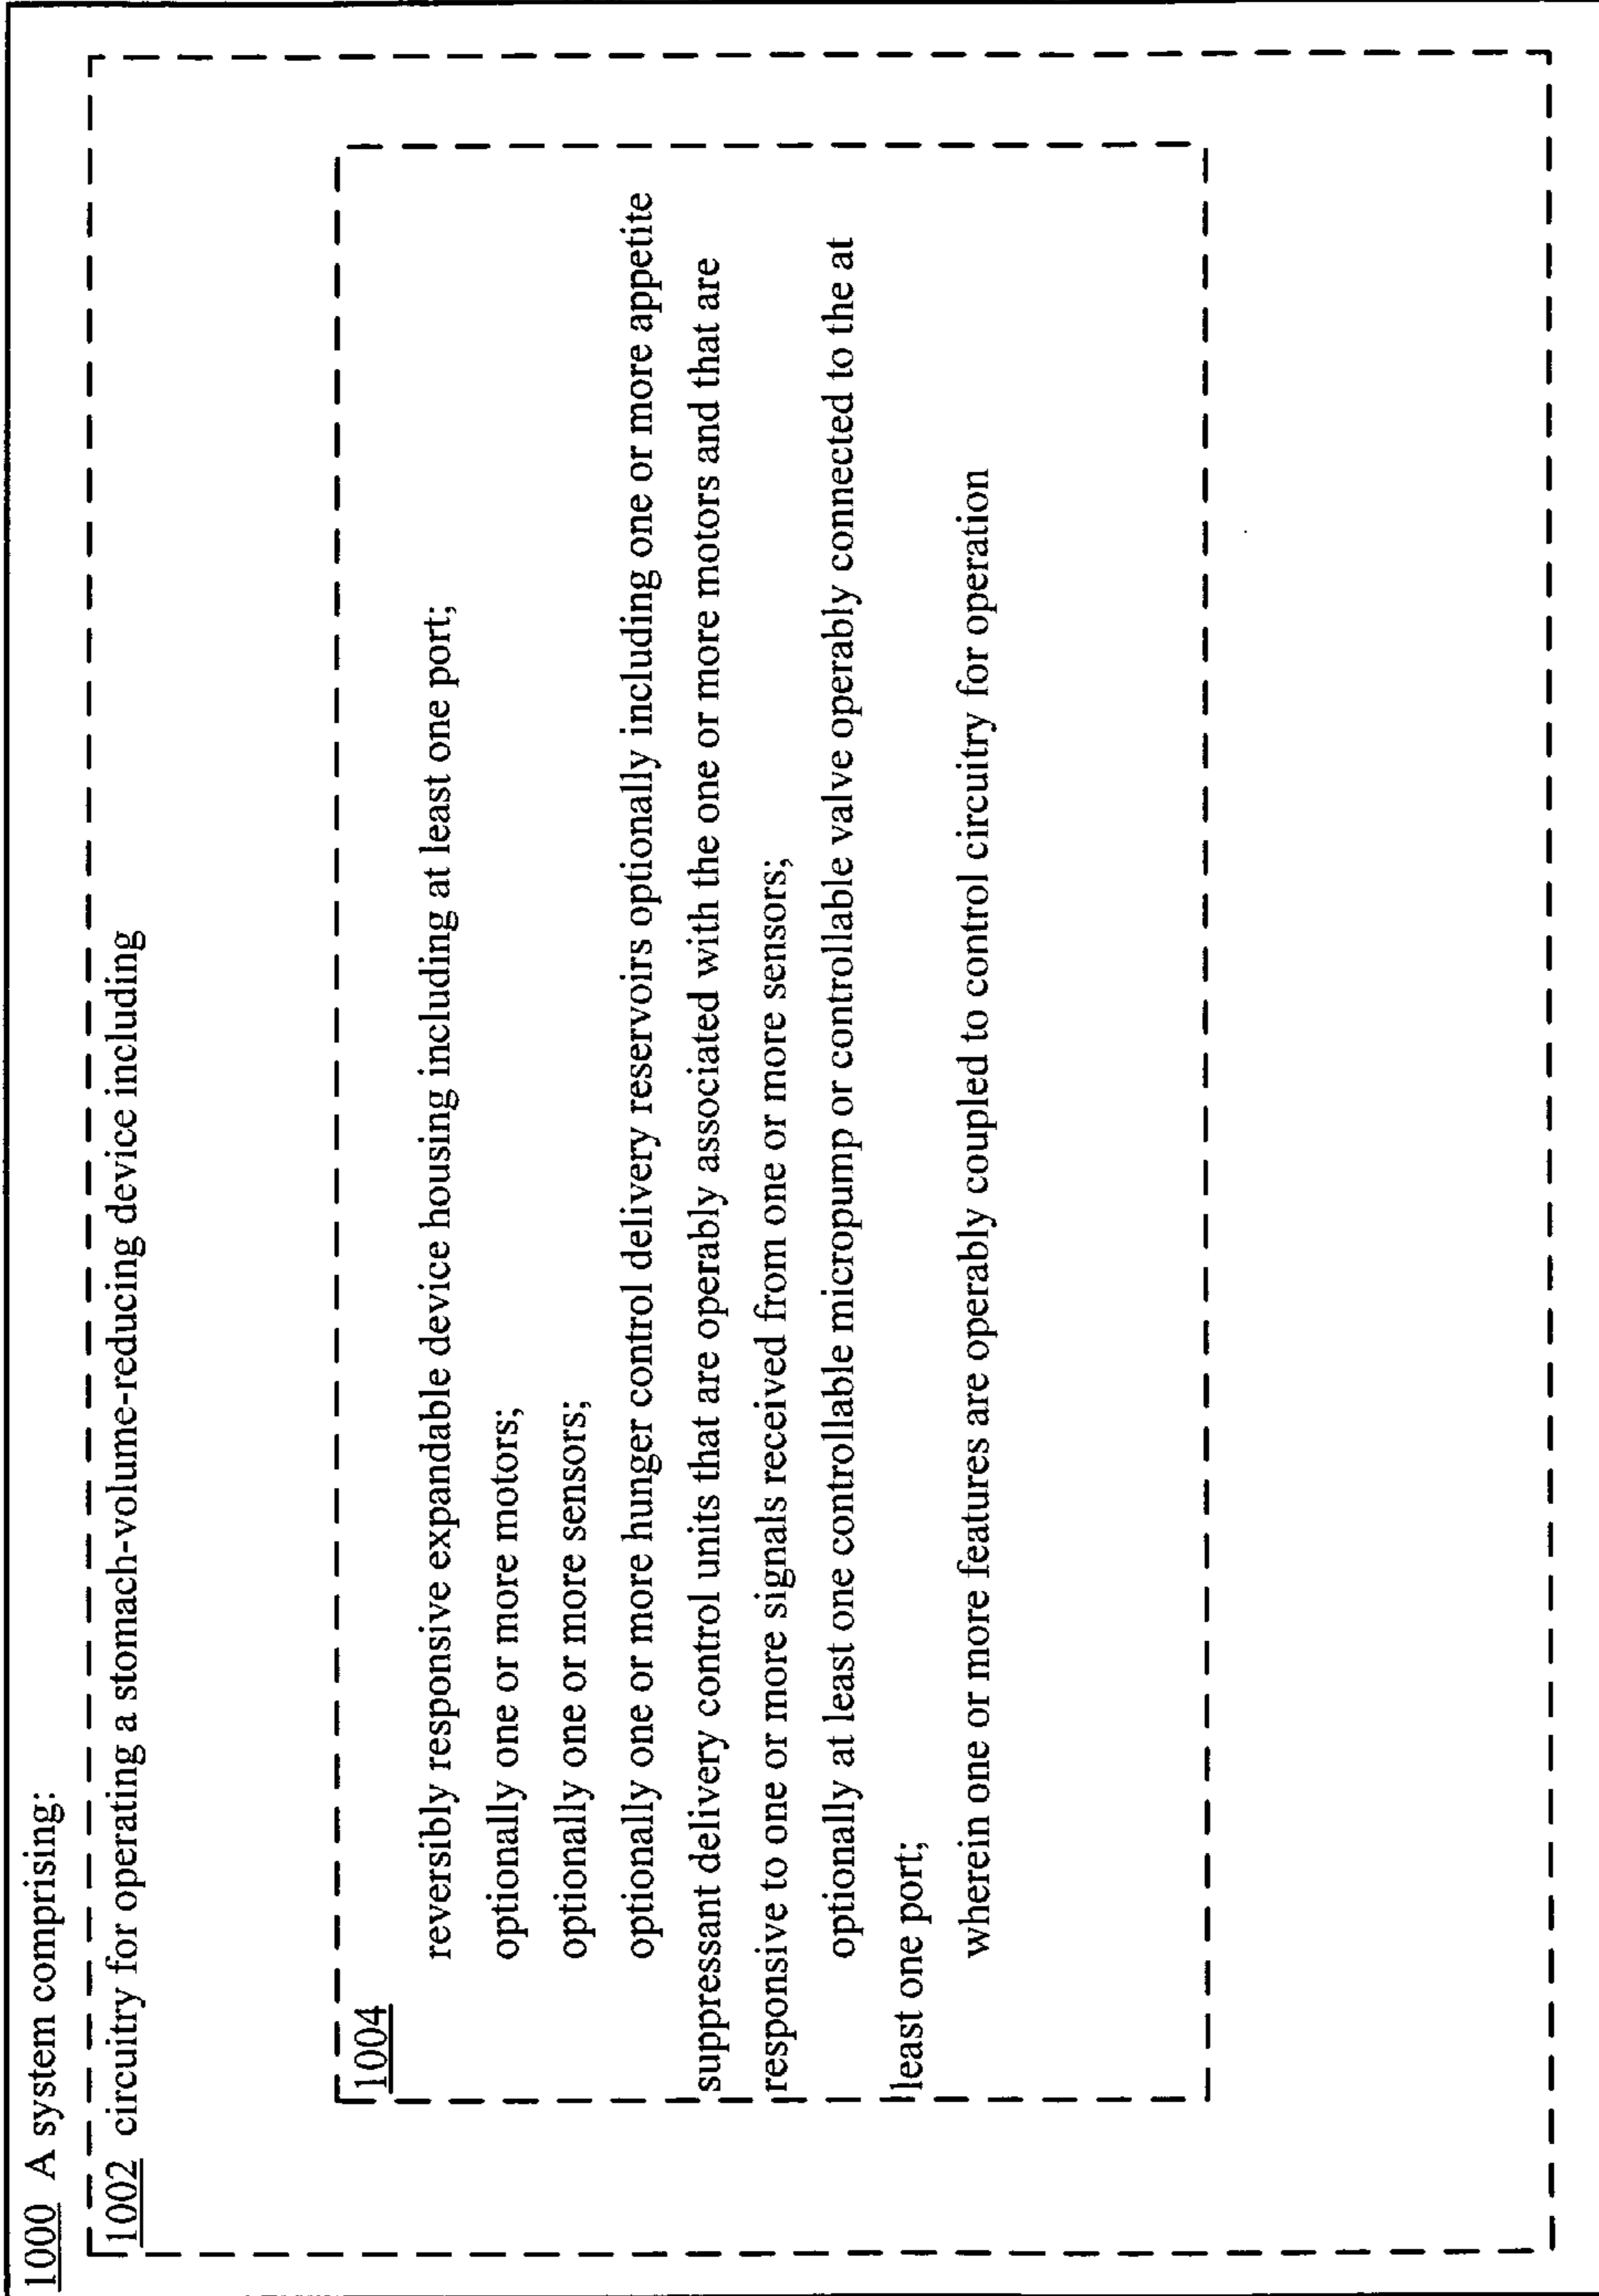 1000 A system comprising:
1002 circuitry for operating a stomach-volume-reducing device including
1004
reversibly responsive expandable device housing including at least one port;
optionally one or more motors;
optionally one or more sensors;
optionally one or more hunger control delivery reservoirs optionally including one or more appetite
suppressant delivery control units that are operably associated with the one or more motors and that are
responsive to one or more signals received from one or more sensors;
optionally at least one controllable micropump or controllable valve operably connected to the at
least one port;
wherein one or more features are operably coupled to control circuitry for operation